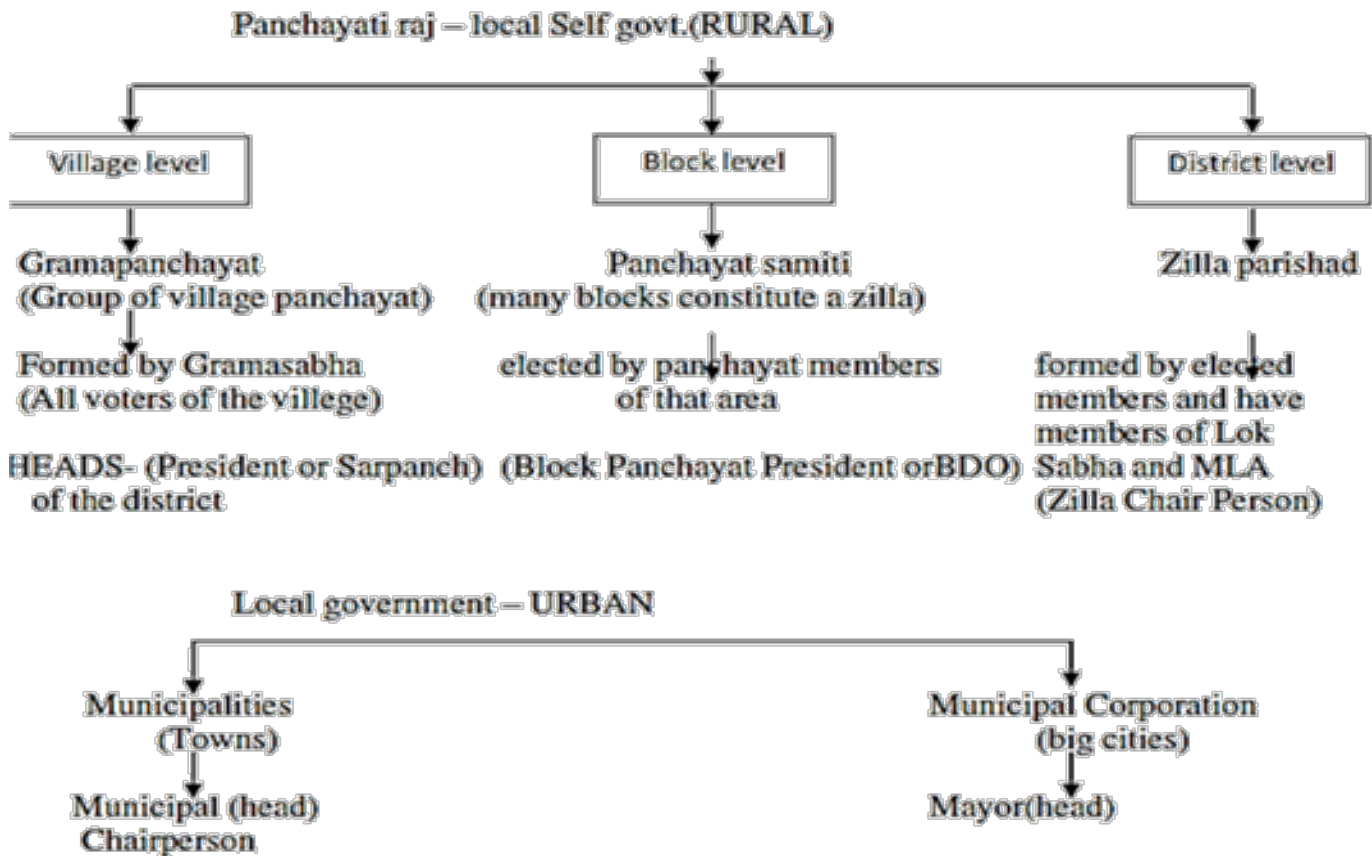 Panchayati raj – local Self govt.(RURAL)
Village level
Block level
District level
Gramapanchayat
(Group of village panchayat)
Panchayat samiti
(many blocks constitute a zilla)
Zilla parishad
Formed by Gramasabha
(All voters of the villege)
elected by panchayat members
of that area
formed by elected
members and have
members of Lok
Sabha and MLA
(Zilla Chair Person)
HEADS- (President or Sarpanch)
of the district
(Block Panchayat President orBDO)
Local government – URBAN
Municipalities
(Towns)
Municipal Corporation
(big cities)
Municipal (head)
Chairperson
Mayor(head)